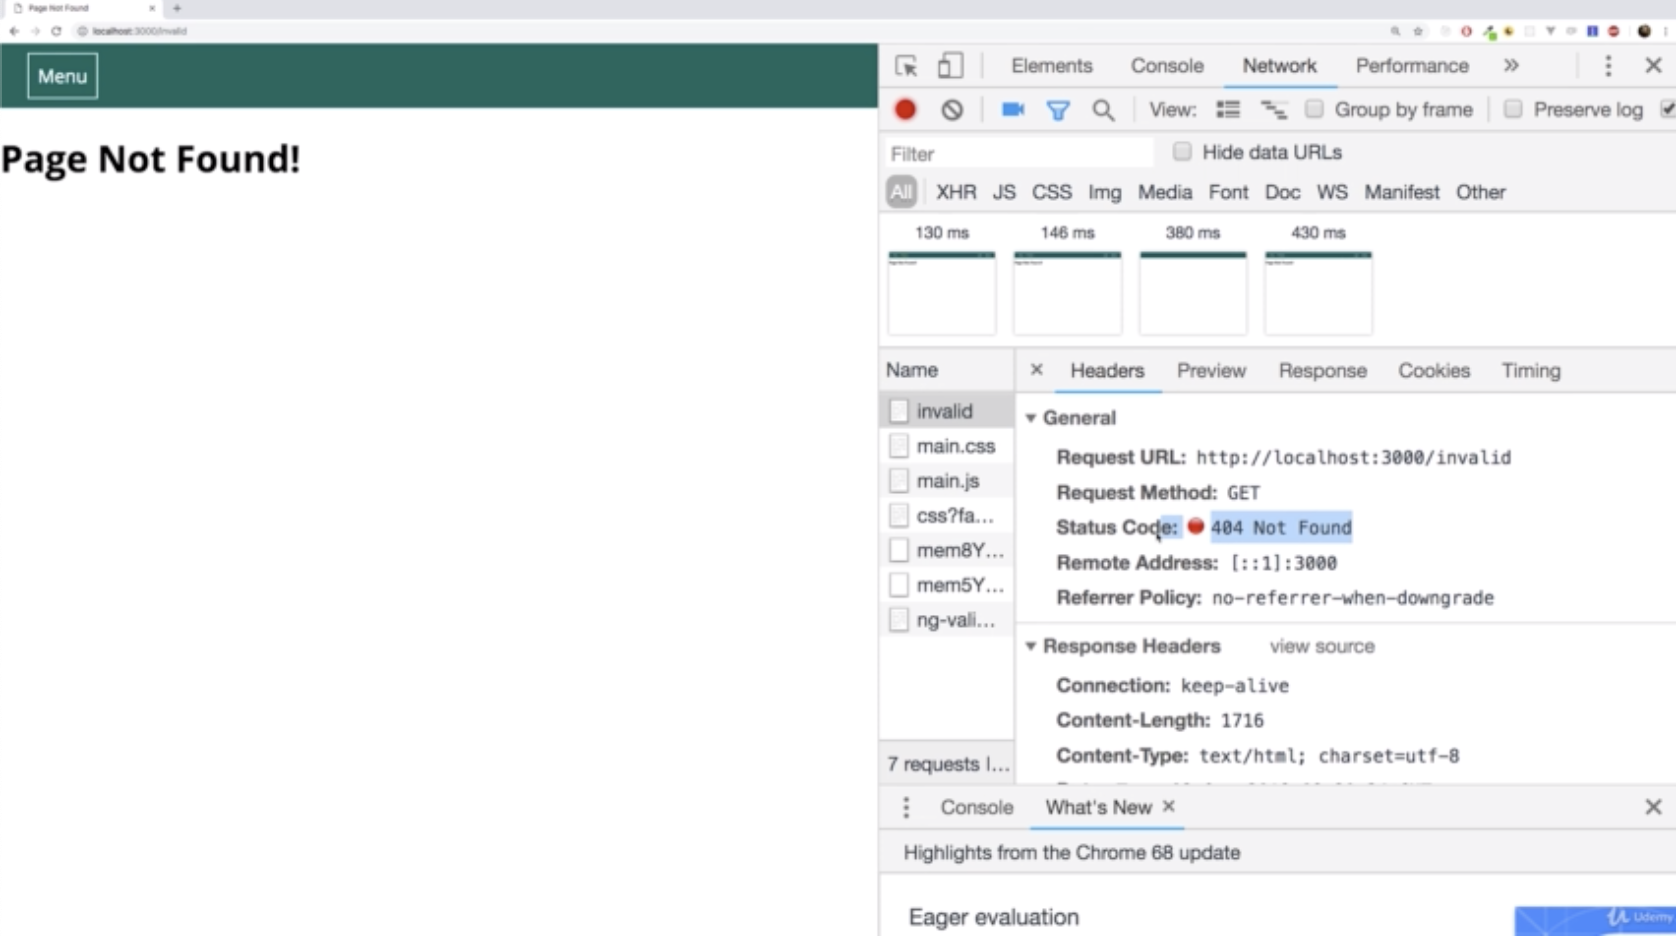 Page Not Found
localhost:3000/invalid
Menu
Page Not Found!
Elements Console Network Performance »
View: Group by frame Preserve log
Filter Hide data URLs
All XHR JS CSS Img Media Font Doc WS Manifest Other
130 ms 146 ms 380 ms 430 ms
Name
invalid
main.css
main.js
css?fa...
mem8Y...
mem5Y...
ng-vali...
7 requests I...
Headers Preview Response Cookies Timing
General
Request URL: http://localhost:3000/invalid
Request Method: GET
Status Code: 404 Not Found
Remote Address: [::1]:3000
Referrer Policy: no-referrer-when-downgrade
Response Headers view source
Connection: keep-alive
Content-Length: 1716
Content-Type: text/html; charset=utf-8
Console What's New
Highlights from the Chrome 68 update
Eager evaluation
Udemy